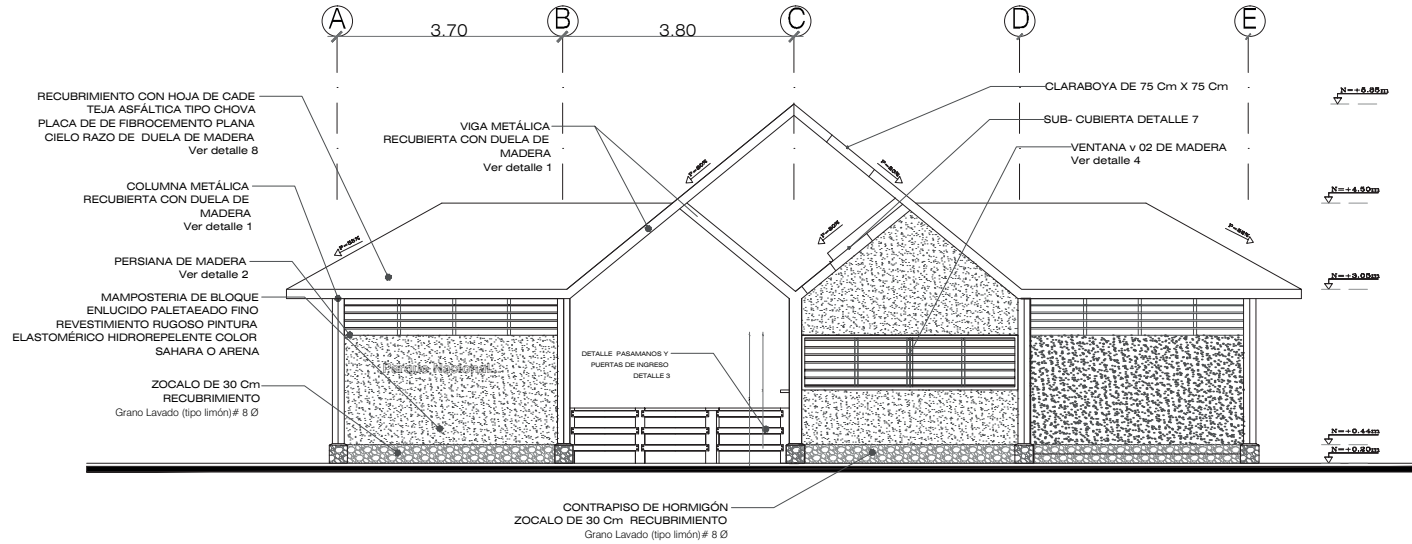 A
B
C
D
E
3.70
3.80
RECUBRIMIENTO CON HOJA DE CADE
TEJA ASFÁLTICA TIPO CHOVA
PLACA DE DE FIBROCEMENTO PLANA
CIELO RAZO DE DUELA DE MADERA
Ver detalle 8
COLUMNA METÁLICA
RECUBIERTA CON DUELA DE
MADERA
Ver detalle 1
PERSIANA DE MADERA
Ver detalle 2
MAMPOSTERIA DE BLOQUE
ENLUCIDO PALETAEADO FINO
REVESTIMIENTO RUGOSO PINTURA
ELASTOMÉRICO HIDROREPELENTE COLOR
SAHARA O ARENA
ZOCALO DE 30 Cm
RECUBRIMIENTO
Grano Lavado (tipo limón)# 8 Ø
VIGA METÁLICA
RECUBIERTA CON DUELA DE
MADERA
Ver detalle 1
CLARABOYA DE 75 Cm X 75 Cm
SUB- CUBIERTA DETALLE 7
VENTANA v 02 DE MADERA
Ver detalle 4
Parque Nacional
DETALLE PASAMANOS Y
PUERTAS DE INGRESO
DETALLE 3
N=+4.50m
N=+3.05m
N=+0.44m
N=+0.20m
CONTRAPISO DE HORMIGÓN
ZOCALO DE 30 Cm RECUBRIMIENTO
Grano Lavado (tipo limón)# 8 Ø